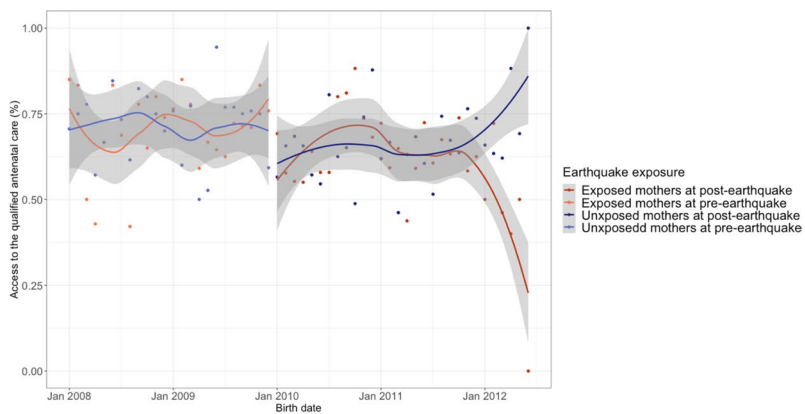 Access to the qualified antenatal care (%)
1.00
0.75
0.50
0.25
0.00
Jan 2008
Jan 2009
Jan 2010
Jan 2011
Jan 2012
Birth date
Earthquake exposure
Exposed mothers at post-earthquake
Exposed mothers at pre-earthquake
Unxposed mothers at post-earthquake
Unxposedd mothers at pre-earthquake